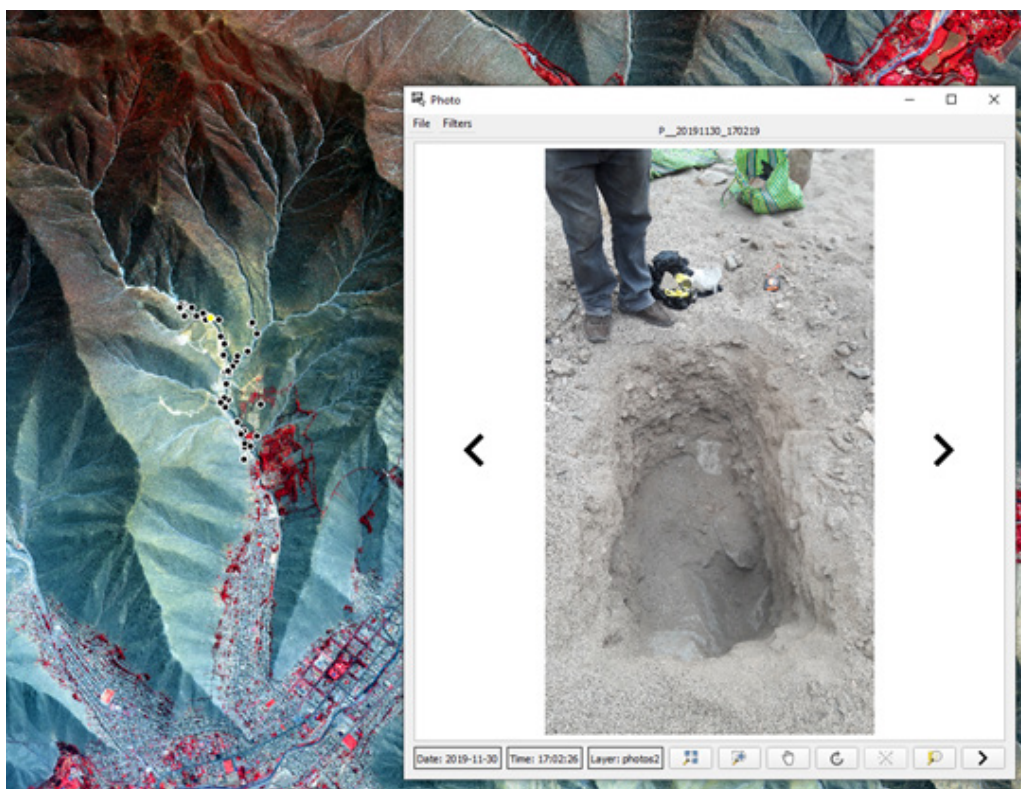 Photo
File Filters
P__20191130_170219
Date: 2019-11-30 Time: 17:02:26 Layer: photos2